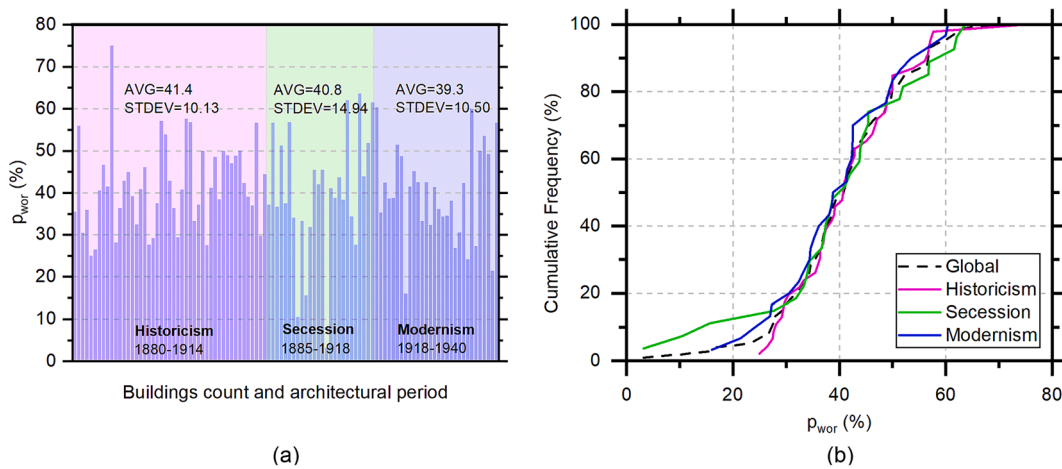 80
70
60
50
40
30
20
10
0
p_wor (%)
AVG=41.4
STDEV=10.13
AVG=40.8
STDEV=14.94
AVG=39.3
STDEV=10.50
Historicism
1880-1914
Secession
1885-1918
Modernism
1918-1940
Buildings count and architectural period
(a)
100
80
60
40
20
0
Cumulative Frequency (%)
Global
Historicism
Secession
Modernism
0 20 40 60 80
p_wor (%)
(b)